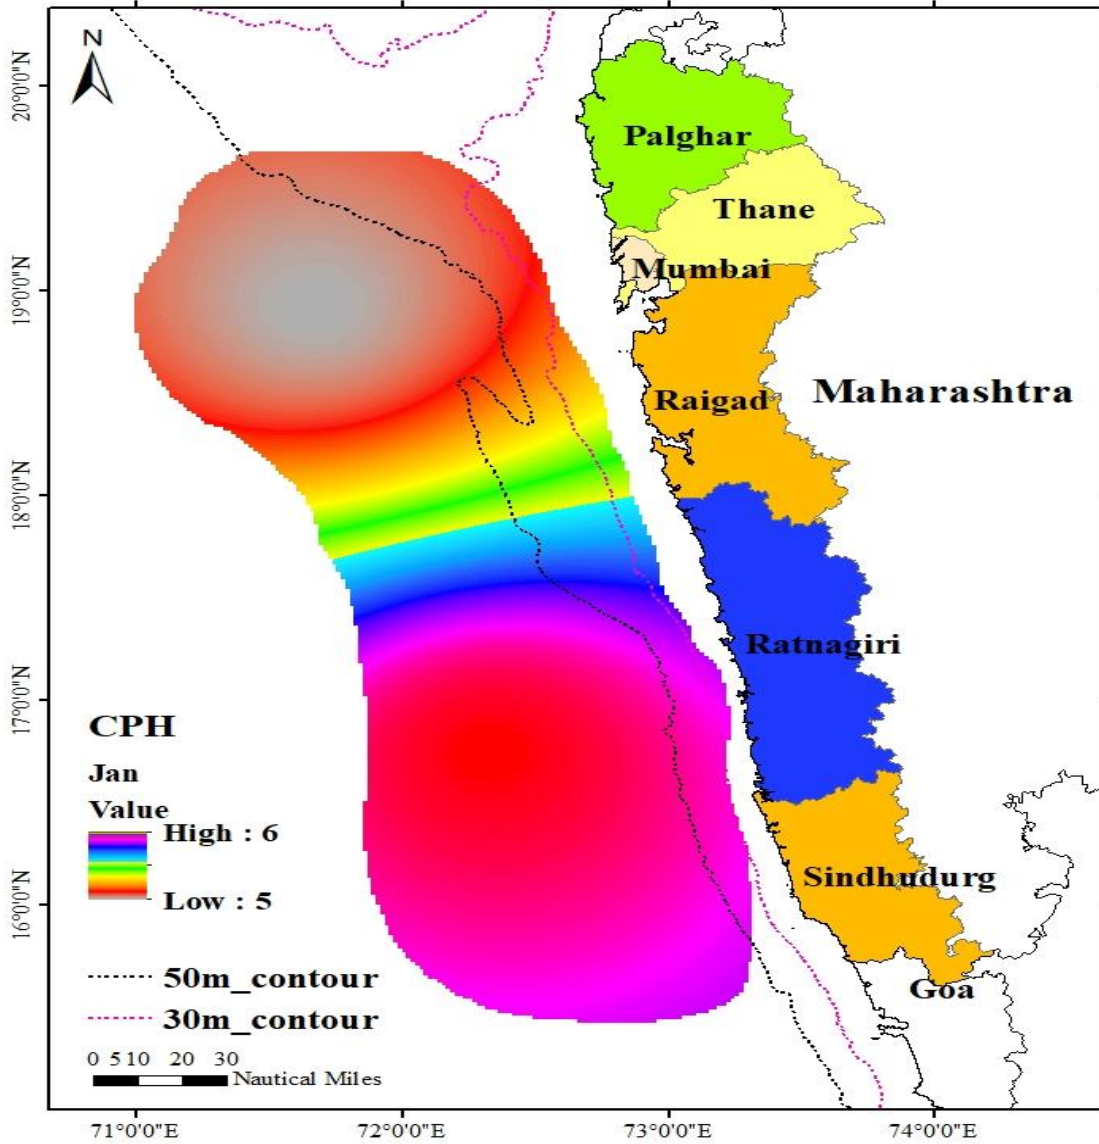 N
Palghar
Thane
Mumbai
Raigad
Maharashtra
Ratnagiri
Sindhudurg
Goa
CPH
Jan
Value
High : 6
Low : 5
50m_contour
30m_contour
0 5 10 20 30
Nautical Miles
20°0'0"N
19°0'0"N
18°0'0"N
17°0'0"N
16°0'0"N
71°0'0"E 72°0'0"E 73°0'0"E 74°0'0"E